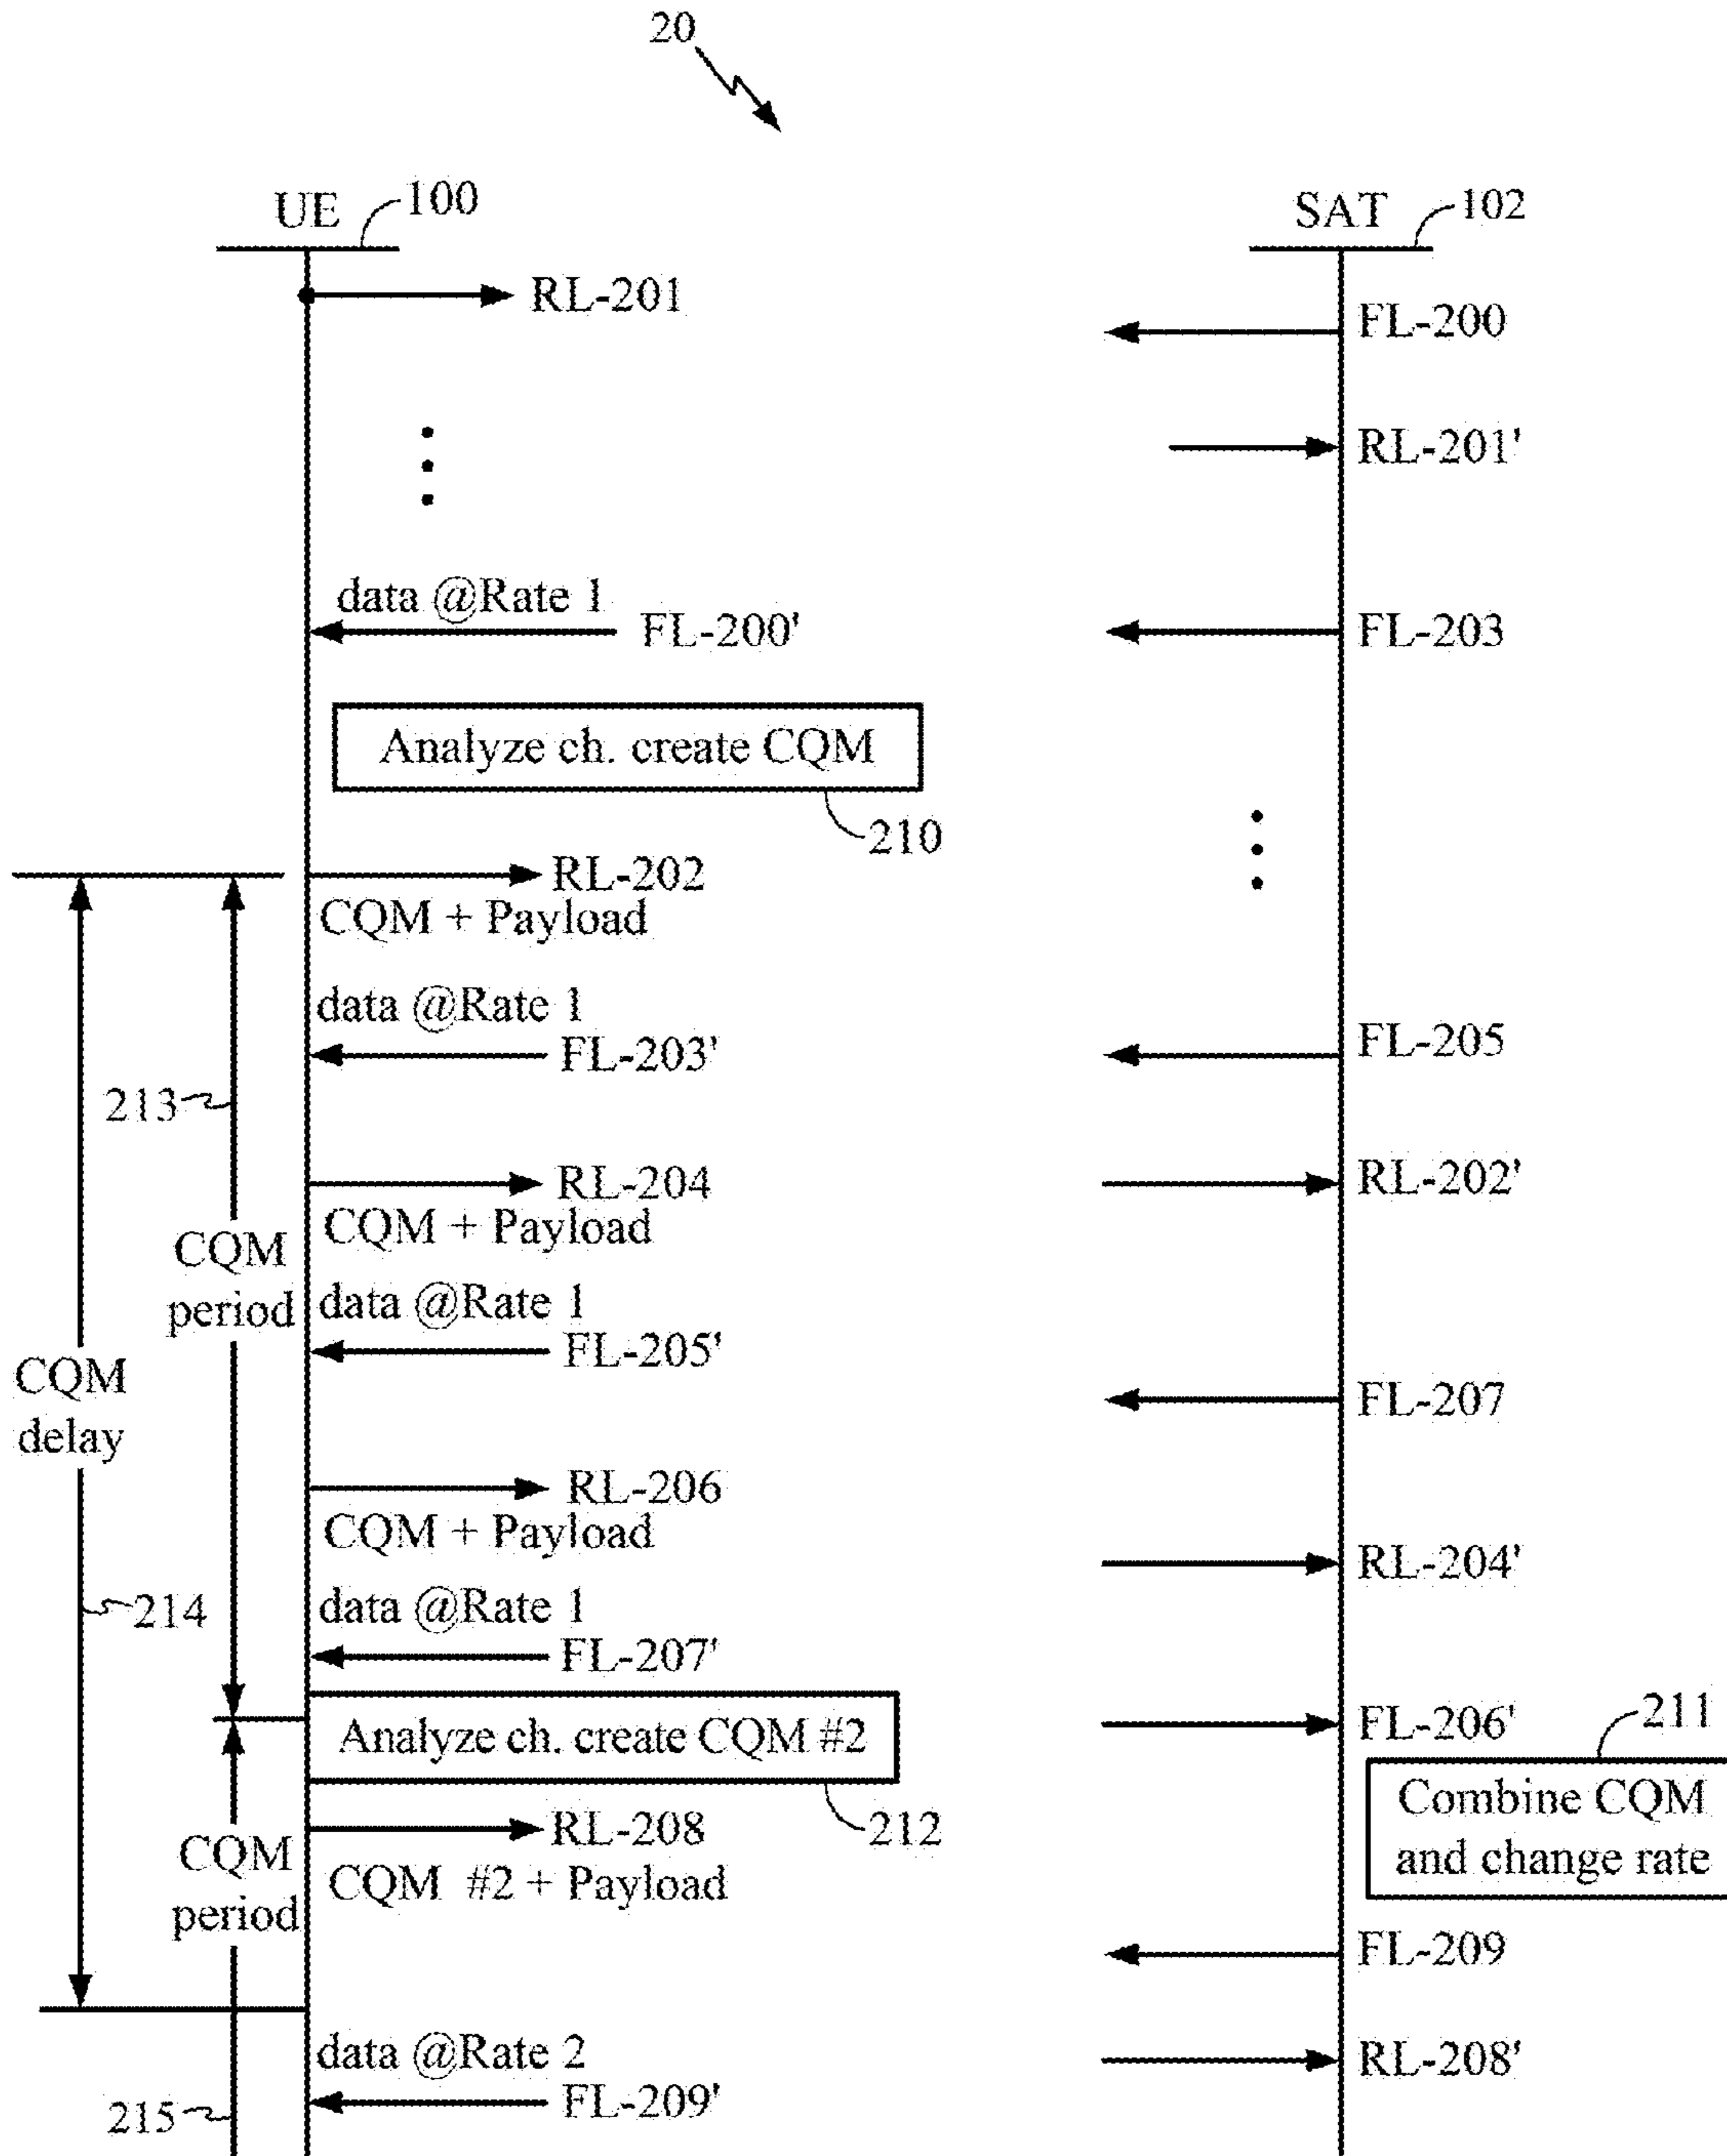 20
UE 100
SAT 102
RL-201
FL-200
RL-201'
data @Rate 1
FL-200'
FL-203
Analyze ch. create CQM
210
RL-202
CQM + Payload
data @Rate 1
FL-203'
FL-205
213
RL-204
RL-202'
CQM + Payload
CQM
period
data @Rate 1
FL-205'
CQM
delay
FL-207
RL-206
CQM + Payload
RL-204'
214
data @Rate 1
FL-207'
Analyze ch. create CQM #2
FL-206'
211
Combine CQM
and change rate
RL-208
212
CQM #2 + Payload
CQM
period
FL-209
data @Rate 2
RL-208'
FL-209'
215